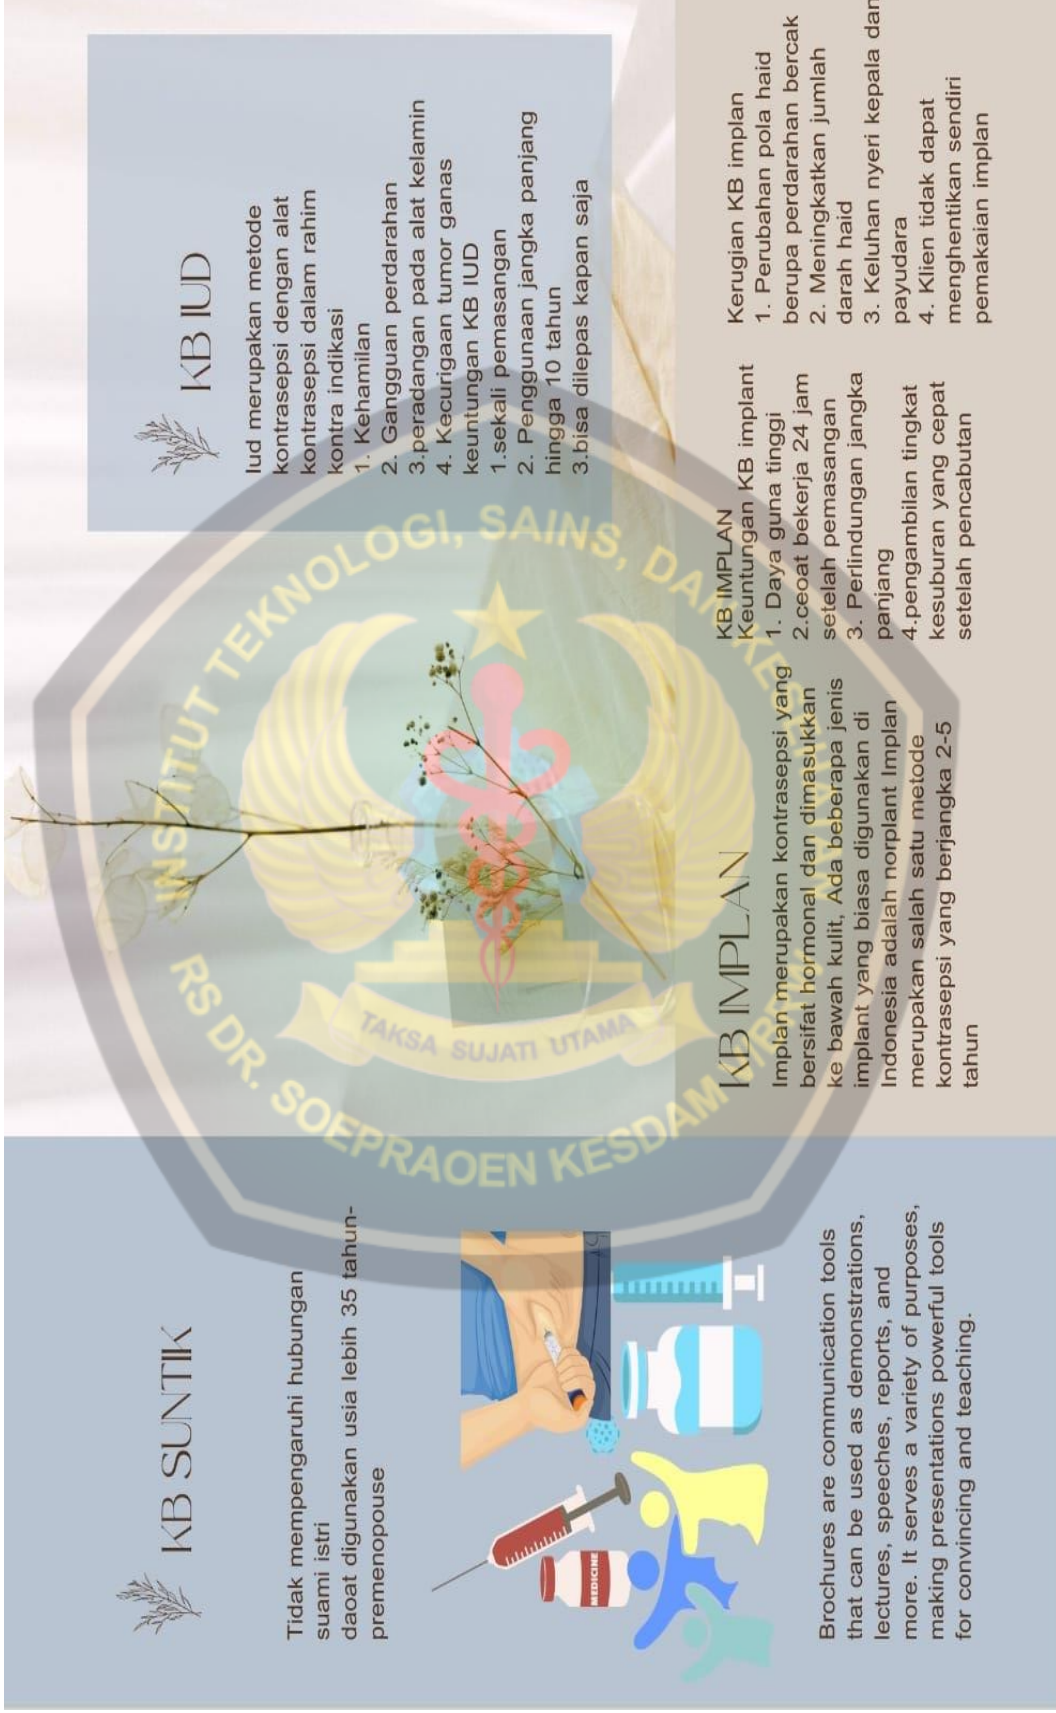 KB SUNTIK
Tidak mempengaruhi hubungan
suami istri
daoat digunakan usia lebih 35 tahun-
premenopouse
MEDICINE
Brochures are communication tools
that can be used as demonstrations,
lectures, speeches, reports, and
more. It serves a variety of purposes,
making presentations powerful tools
for convincing and teaching.
KB IUD
Iud merupakan metode
kontrasepsi dengan alat
kontrasepsi dalam rahim
kontra indikasi
1. Kehamilan
2. Gangguan perdarahan
3.peradangan pada alat kelamin
4. Kecurigaan tumor ganas
keuntungan KB IUD
1.sekali pemasangan
2. Penggunaan jangka panjang
hingga 10 tahun
3.bisa dilepas kapan saja
KB IMPLAN
Implan merupakan kontrasepsi yang
bersifat hormonal dan dimasukkan
ke bawah kulit, Ada beberapa jenis
implant yang biasa digunakan di
Indonesia adalah norplant Implan
merupakan salah satu metode
kontrasepsi yang berjangka 2-5
tahun
KB IMPLAN
Keuntungan KB implant
1. Daya guna tinggi
2.ceoat bekerja 24 jam
setelah pemasangan
3. Perlindungan jangka
panjang
4.pengambilan tingkat
kesuburan yang cepat
setelah pencabutan
Kerugian KB implan
1. Perubahan pola haid
berupa perdarahan bercak
2. Meningkatkan jumlah
darah haid
3. Keluhan nyeri kepala dan
payudara
4. Klien tidak dapat
menghentikan sendiri
pemakaian implan
INSTITUT TEKNOLOGI, SAINS, DAN KESEHATAN
RS DR. SOEPRAOEN KESDAM
TAKSA SUJATI UTAMA